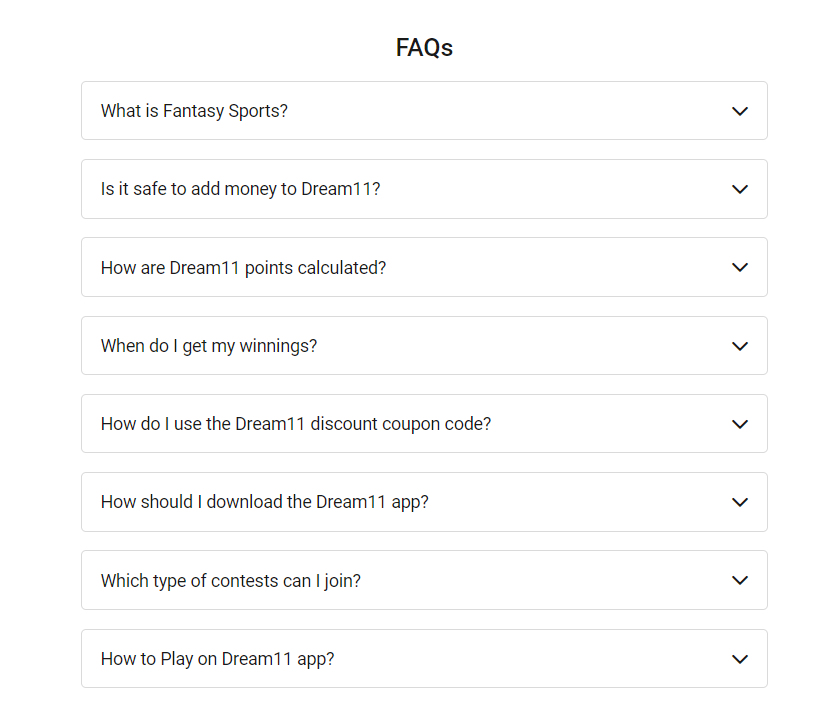 FAQs
What is Fantasy Sports?
Is it safe to add money to Dream11?
How are Dream11 points calculated?
When do I get my winnings?
How do I use the Dream11 discount coupon code?
How should I download the Dream11 app?
Which type of contests can I join?
How to Play on Dream11 app?